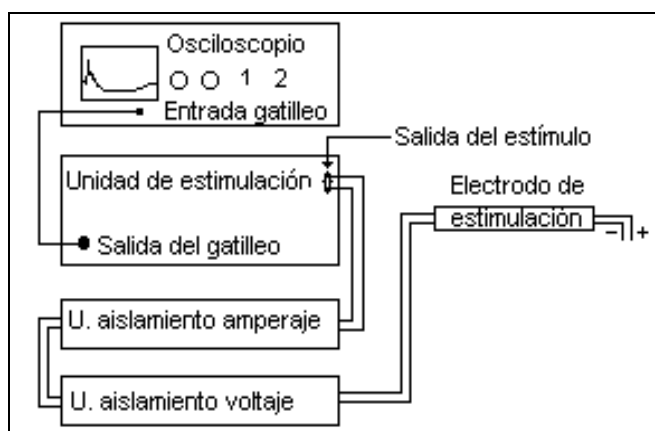 Osciloscopio
1 2
Entrada gatilleo
Salida del estímulo
Unidad de estimulación
Electrodo de
estimulación
- +
Salida del gatilleo
U. aislamiento amperaje
U. aislamiento voltaje